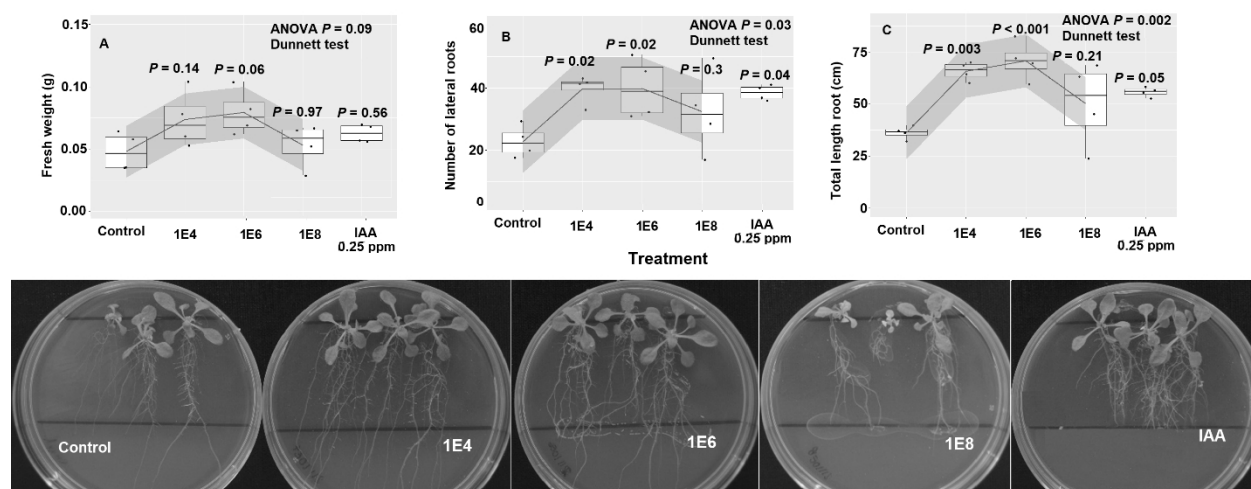 A
ANOVA P = 0.09
Dunnett test
Fresh weight (g)
0.15
0.10
0.05
0.00
P = 0.14
P = 0.06
P = 0.97
P = 0.56
Control
1E4
1E6
1E8
IAA
0.25 ppm
B
ANOVA P = 0.03
Dunnett test
Number of lateral roots
60
40
20
0
P = 0.02
P = 0.02
P = 0.3
P = 0.04
Control
1E4
1E6
1E8
IAA
0.25 ppm
Treatment
C
ANOVA P = 0.002
Dunnett test
Total length root (cm)
75
50
25
0
P = 0.003
P < 0.001
P = 0.21
P = 0.05
Control
1E4
1E6
1E8
IAA
0.25 ppm
Control
1E4
1E6
1E8
IAA